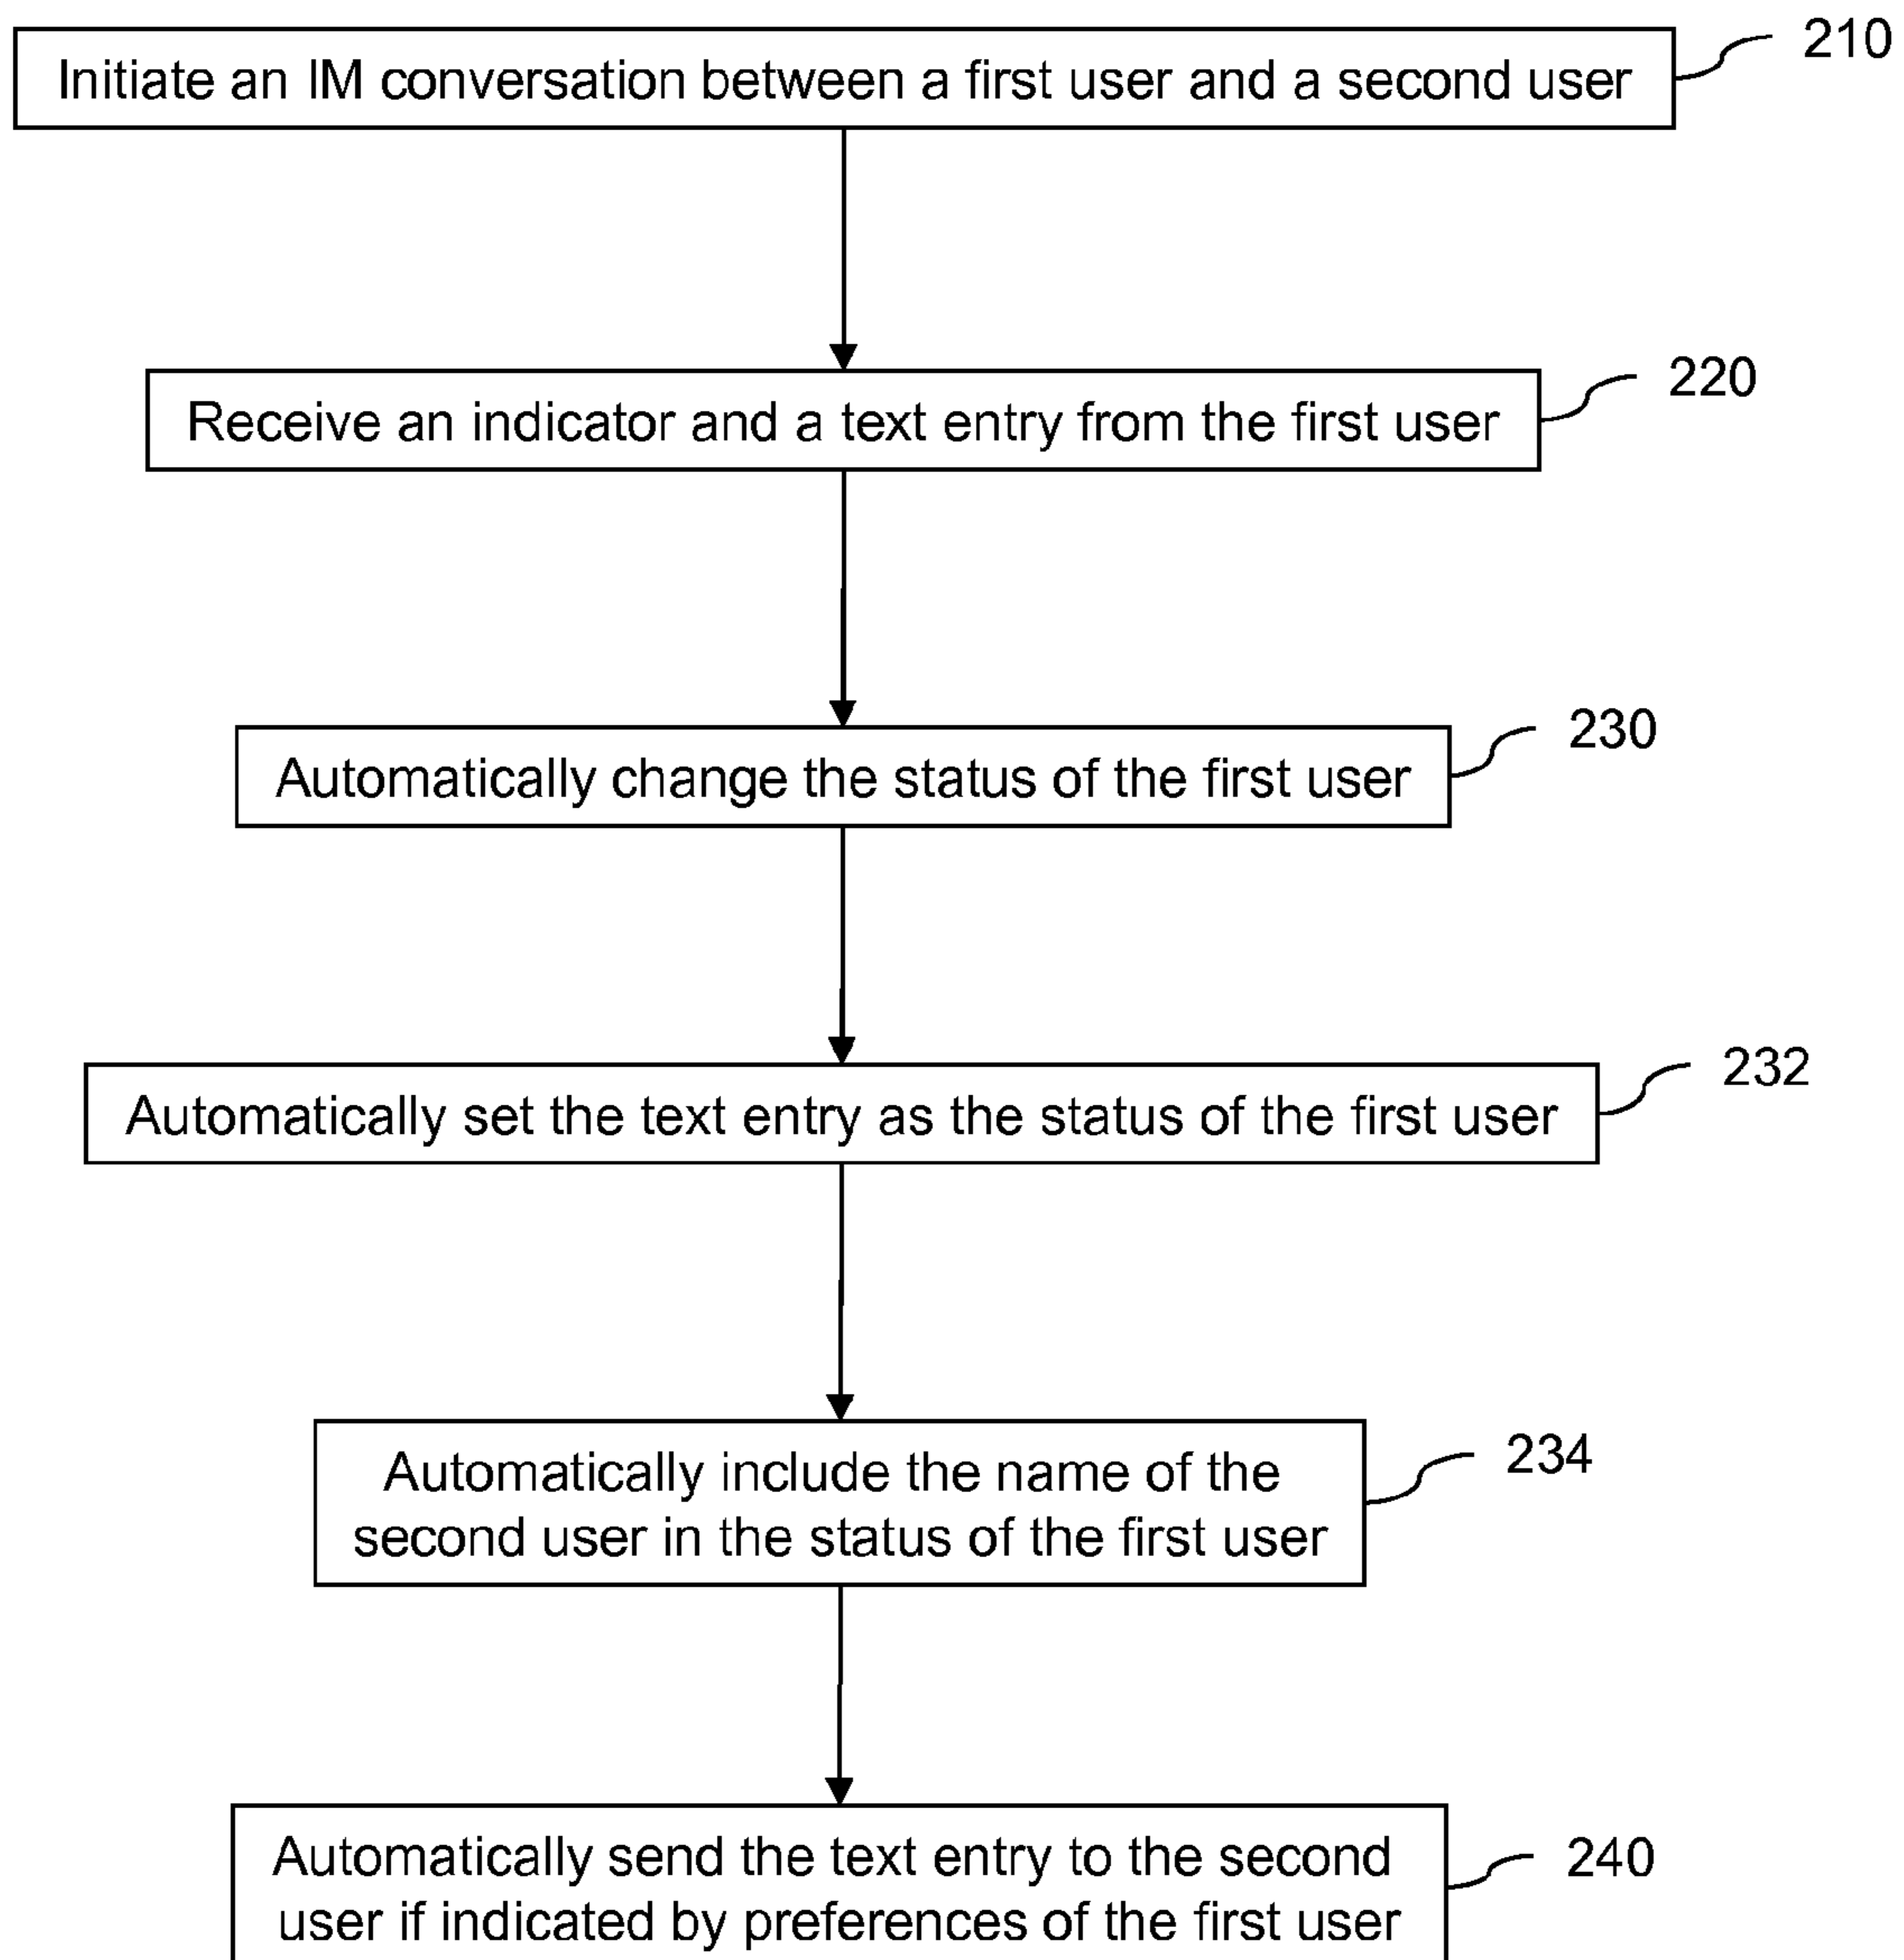 Initiate an IM conversation between a first user and a second user
210
Receive an indicator and a text entry from the first user
220
Automatically change the status of the first user
230
Automatically set the text entry as the status of the first user
232
Automatically include the name of the
second user in the status of the first user
234
Automatically send the text entry to the second
user if indicated by preferences of the first user
240